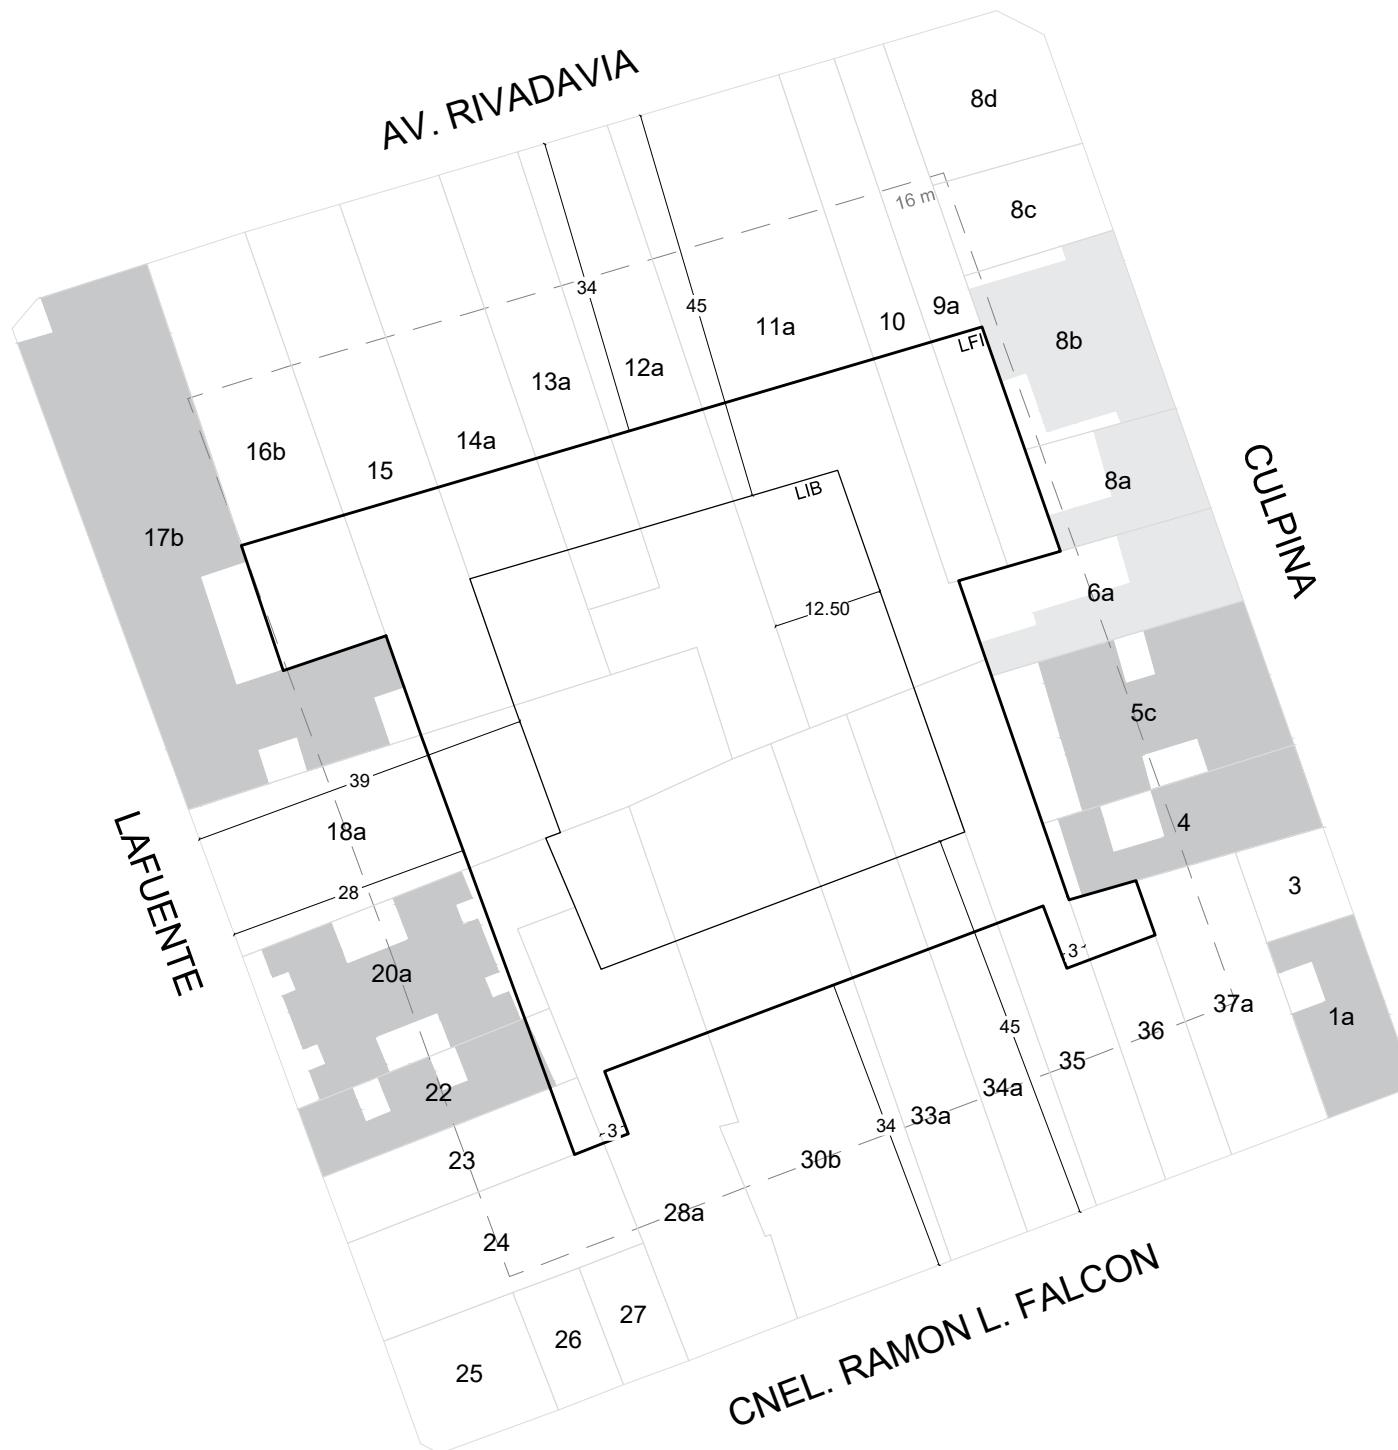 AV. RIVADAVIA
8d
16 m
8c
34
45
11a
10
9a
LFI
8b
13a
12a
16b
15
14a
17b
LIB
8a
CULPINA
12.50
6a
5c
39
18a
4
LAFUENTE
28
3
20a
3
37a
1a
45
36
22
35
34a
33a
34
3
23
30b
28a
24
27
26
25
CNEL. RAMON L. FALCON